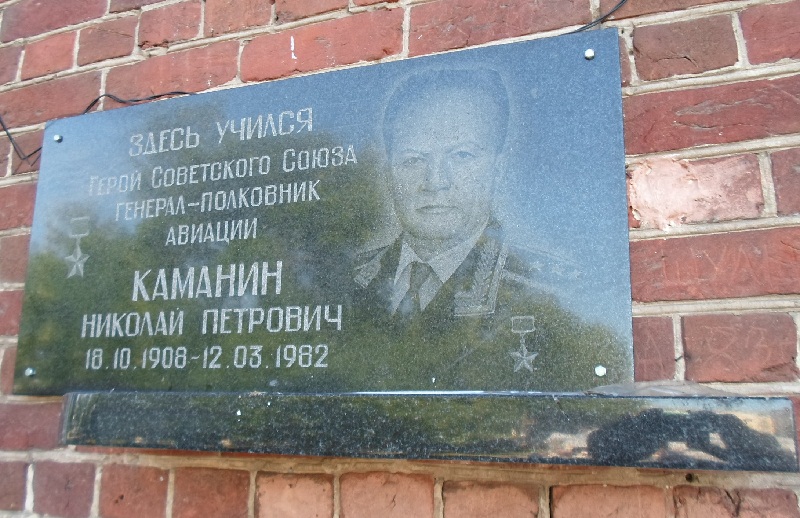 ЗДЕСЬ УЧИЛСЯ
ГЕРОЙ СОВЕТСКОГО СОЮЗА
ГЕНЕРАЛ-ПОЛКОВНИК
АВИАЦИИ
КАМАНИН
НИКОЛАЙ ПЕТРОВИЧ
18.10.1908-12.03.1982